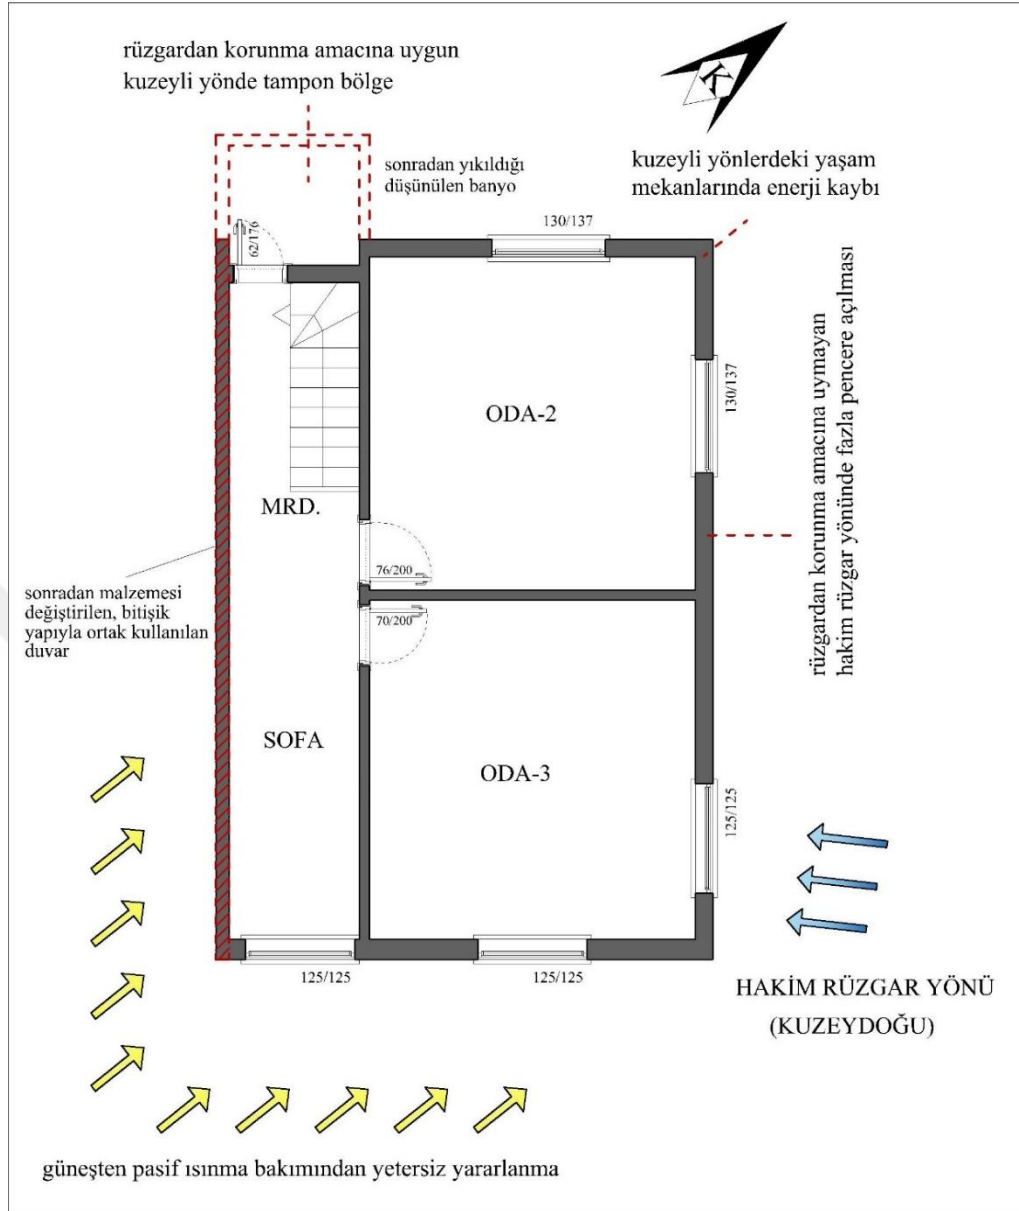 rüzgardan korunma amacına uygun
kuzeyli yönde tampon bölge
K
sonradan yıkıldığı
düşünülen banyo
kuzeyli yönlerdeki yaşam
mekanlarında enerji kaybı
62/176
130/137
ODA-2
130/137
rüzgardan korunma amacına uymayan
hakim rüzgar yönünde fazla pencere açılması
MRD.
76/200
70/200
sonradan malzemesi
değiştirilen, bitişik
yapıyla ortak kullanılan
duvar
SOFA
ODA-3
125/125
125/125
125/125
HAKİM RÜZGAR YÖNÜ
(KUZEYDOĞU)
güneşten pasif ısınma bakımından yetersiz yararlanma